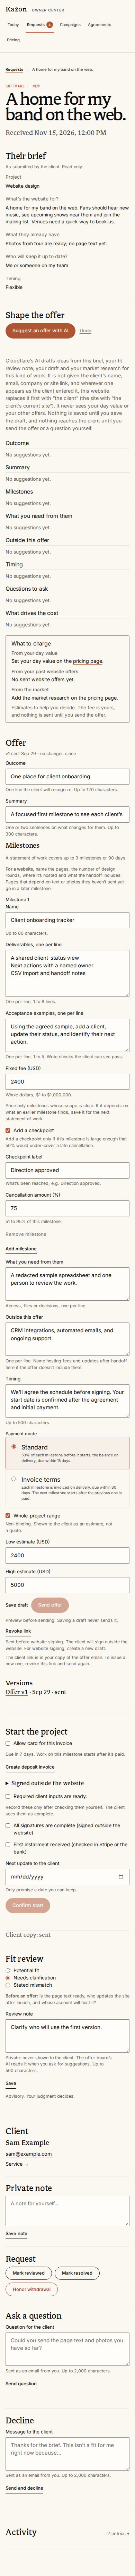 Kazon OWNER CENTER
Today Requests Campaigns Agreements
Pricing
Requests A home for my band on the web.
SOFTWARE · NEW
A home for my
band on the web.
Received Nov 15, 2026, 12:00 PM
Their brief
As submitted by the client. Read only.
Project
Website design
What's the website for?
A home for my band on the web. Fans should hear new
music, see upcoming shows near them and join the
mailing list. Venues need a quick way to book us.
What they already have
Photos from tour are ready; no page text yet.
Who will keep it up to date?
Me or someone on my team
Timing
Flexible
Shape the offer
Suggest an offer with AI Undo
Cloudflare's AI drafts ideas from this brief, your fit
review note, your draft and your market research for
this kind of work. It is not given the client's name,
email, company or site link, and whenever one
appears elsewhere in this brief, the request
replaces it first with "the client" (the site link with
"the client's current site"). It never uses your day value
or your other offers. Nothing is saved until you save the
draft, and nothing reaches the client until you send the
offer or a question yourself.
Outcome
No suggestions yet.
Summary
No suggestions yet.
Milestones
No suggestions yet.
What you need from them
No suggestions yet.
Outside this offer
No suggestions yet.
Timing
No suggestions yet.
Questions to ask
No suggestions yet.
What drives the cost
No suggestions yet.
What to charge
From your day value
Set your day value on the pricing page.
From your past website offers
No sent website offers yet.
From the market
Add the market research on the pricing page.
Estimates to help you decide. The fee is yours,
and nothing is sent until you send the offer.
Offer
v1 sent Sep 29 · no changes since
Outcome
One place for client onboarding.
One line the client will recognize. Up to 120 characters.
Summary
A focused first milestone to see each client's
One or two sentences on what changes for them. Up to
300 characters.
Milestones
A statement of work covers up to 3 milestones or 90 days.
For a website, name the pages, the number of design
rounds, where its hosted and what the handoff includes.
Pages that depend on text or photos they haven't sent yet
go in a later milestone.
Milestone 1
Name
Client onboarding tracker
Up to 80 characters.
Deliverables, one per line
A shared client-status view
Next actions with a named owner
CSV import and handoff notes
One per line, 1 to 8 lines.
Acceptance examples, one per line
Using the agreed sample, add a client,
update their status, and identify their next
action.
One per line, 1 to 5. Write checks the client can see pass.
Fixed fee (USD)
2400
Whole dollars, $1 to $1,000,000.
Price only milestones whose scope is clear. If it depends on
what an earlier milestone finds, save it for the next
statement of work.
Add a checkpoint
Add a checkpoint only if this milestone is large enough that
50% would under-cover a late cancellation.
Checkpoint label
Direction approved
What's been reached, e.g. Direction approved.
Cancellation amount (%)
75
51 to 85% of this milestone.
Remove milestone
Add milestone
What you need from them
A redacted sample spreadsheet and one
person to review the work.
Access, files or decisions, one per line.
Outside this offer
CRM integrations, automated emails, and
ongoing support.
One per line. Name hosting fees and updates after handoff
here if the offer doesn't include them.
Timing
We'll agree the schedule before signing. Your
start date is confirmed after the agreement
and initial payment.
Up to 500 characters.
Payment mode
Standard
50% of each milestone before it starts, the balance on
delivery, due within 15 days.
Invoice terms
Each milestone is invoiced on delivery, due within 30
days. The next milestone starts after the previous one is
paid.
Whole-project range
Non-binding. Shown to the client as an estimate, not
a quote.
Low estimate (USD)
2400
High estimate (USD)
5000
Save draft Send offer
Preview before sending. Saving a draft never sends it.
Revoke link
Sent before website signing. The client will sign outside the
website. For website signing, create a new draft.
The client link is in your copy of the offer email. To issue a
new one, revoke this link and send again.
Versions
Offer v1 · Sep 29 · sent
Start the project
Allow card for this invoice
Due in 7 days. Work on this milestone starts after it's paid.
Create deposit invoice
Signed outside the website
Required client inputs are ready.
Record these only after checking them yourself. The client
sees them as complete.
All signatures are complete (signed outside the
website)
First installment received (checked in Stripe or the
bank)
Next update to the client
mm/dd/yyyy
Only promise a date you can keep.
Confirm start
Client copy: sent
Fit review
Potential fit
Needs clarification
Stated mismatch
Before an offer: is the page text ready, who updates the site
after launch, and whose account will host it?
Review note
Clarify who will use the first version.
Private: never shown to the client. The offer board's
AI reads it when you ask for suggestions. Up to
500 characters.
Save
Advisory. Your judgment decides.
Client
Sam Example
sam@example.com
Service →
Private note
A note for yourself...
Save note
Request
Mark reviewed Mark resolved
Honor withdrawal
Ask a question
Question for the client
Could you send the page text and photos you
have so far?
Sent as an email from you. Up to 2,000 characters.
Send question
Decline
Message to the client
Thanks for the brief. This isn't a fit for me
right now because...
Sent as an email from you. Up to 2,000 characters.
Send and decline
Activity 2 entries